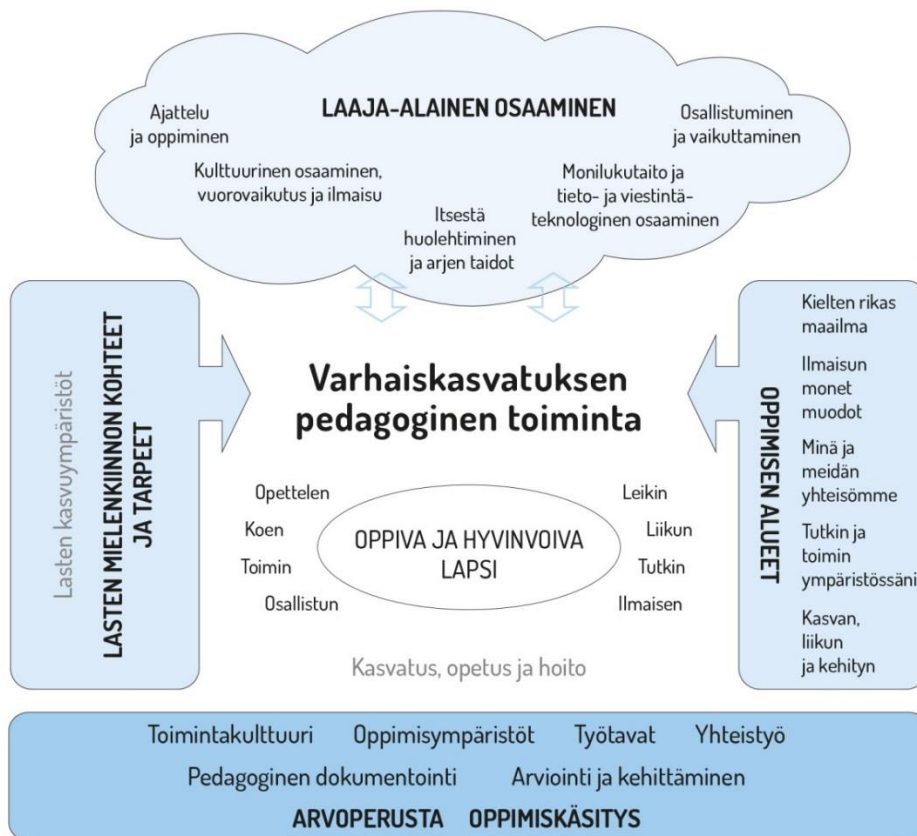 LAAJA-ALAINEN OSAAMINEN
Ajattelu
ja oppiminen
Kulttuurinen osaaminen,
vuorovaikutus ja ilmaisu
Itsestä
huolehtiminen
ja arjen taidot
Monilukutaito ja
tieto- ja viestintä-
teknologinen osaaminen
Osallistuminen
ja vaikuttaminen
Lasten kasvuympäristöt
LASTEN MIELENKIINNON KOHTEET
JA TARPEET
Varhaiskasvatuksen
pedagoginen toiminta
Opettelen
Koen
Toimin
Osallistun
OPPIVA JA HYVINVOIVA
LAPSI
Leikin
Liikun
Tutkin
Ilmaisen
Kasvatus, opetus ja hoito
OPPIMISEN ALUEET
Kielten rikas
maailma
Ilmaisun
monet
muodot
Minä ja
meidän
yhteisömme
Tutkin ja
toimin
ympäristössäni
Kasvan,
liikun
ja kehityn
Toimintakulttuuri Oppimisympäristöt Työtavat Yhteistyö
Pedagoginen dokumentointi Arviointi ja kehittäminen
ARVOPERUSTA OPPIMISKÄSITYS